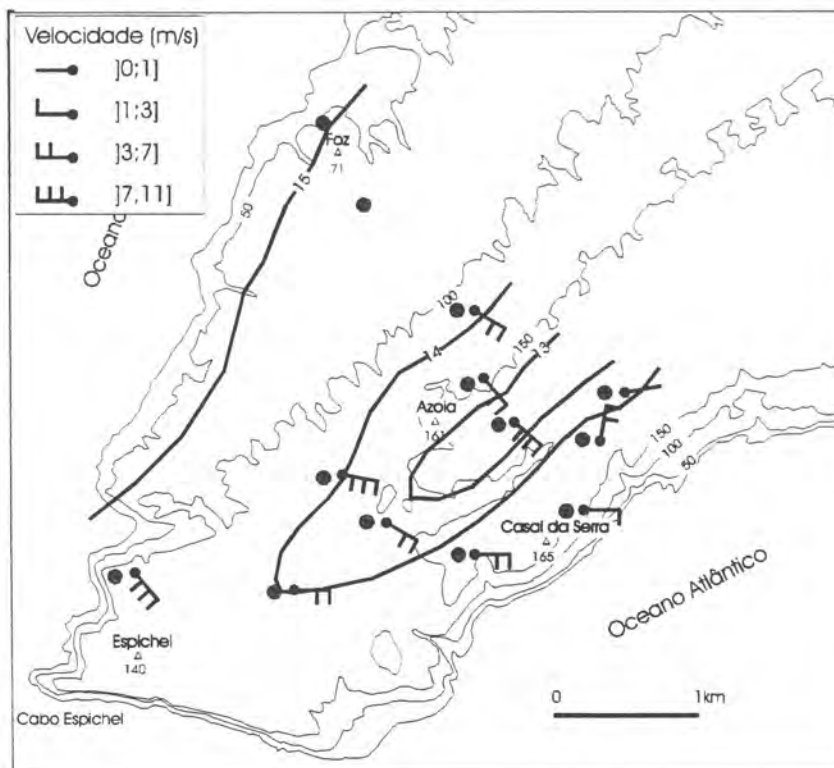 Velocidade (m/s)
]0;1]
]1;3]
]3;7]
]7,11]
Oceano
Foz
71
15
50
100
14
150
13
Azoia
161
150
100
50
Casal da Serra
165
Oceano Atlântico
Espichel
140
Cabo Espichel
0 1km